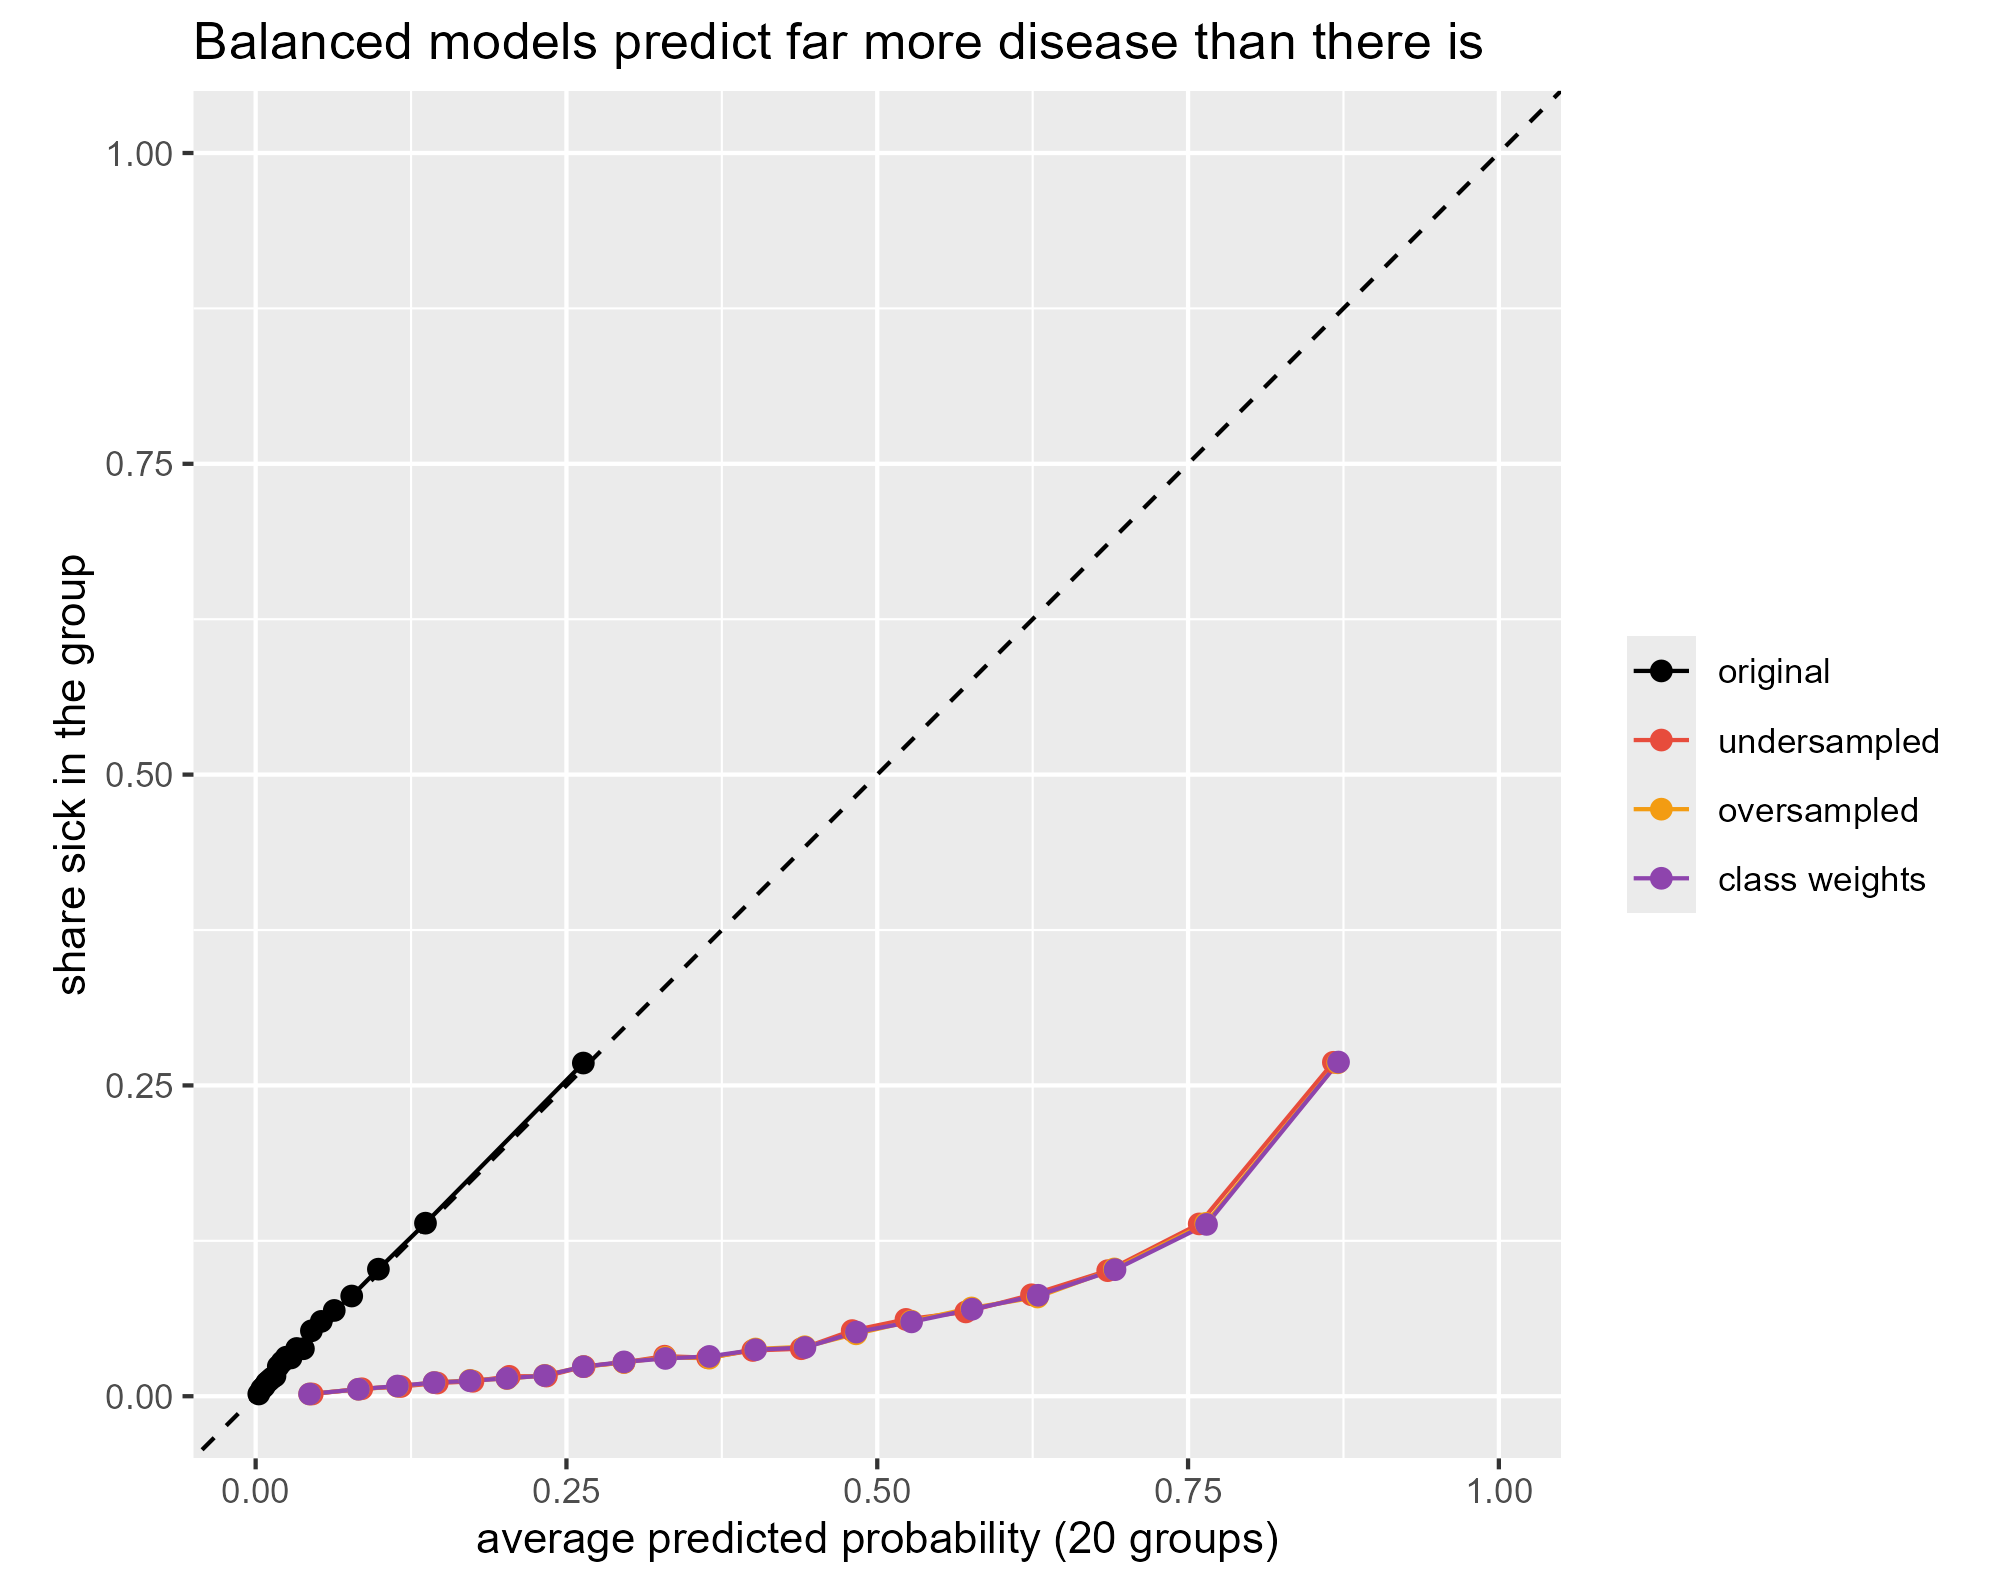 Balanced models predict far more disease than there is
1.00
0.75
0.50
0.25
0.00
share sick in the group
0.00 0.25 0.50 0.75 1.00
average predicted probability (20 groups)
original
undersampled
oversampled
class weights